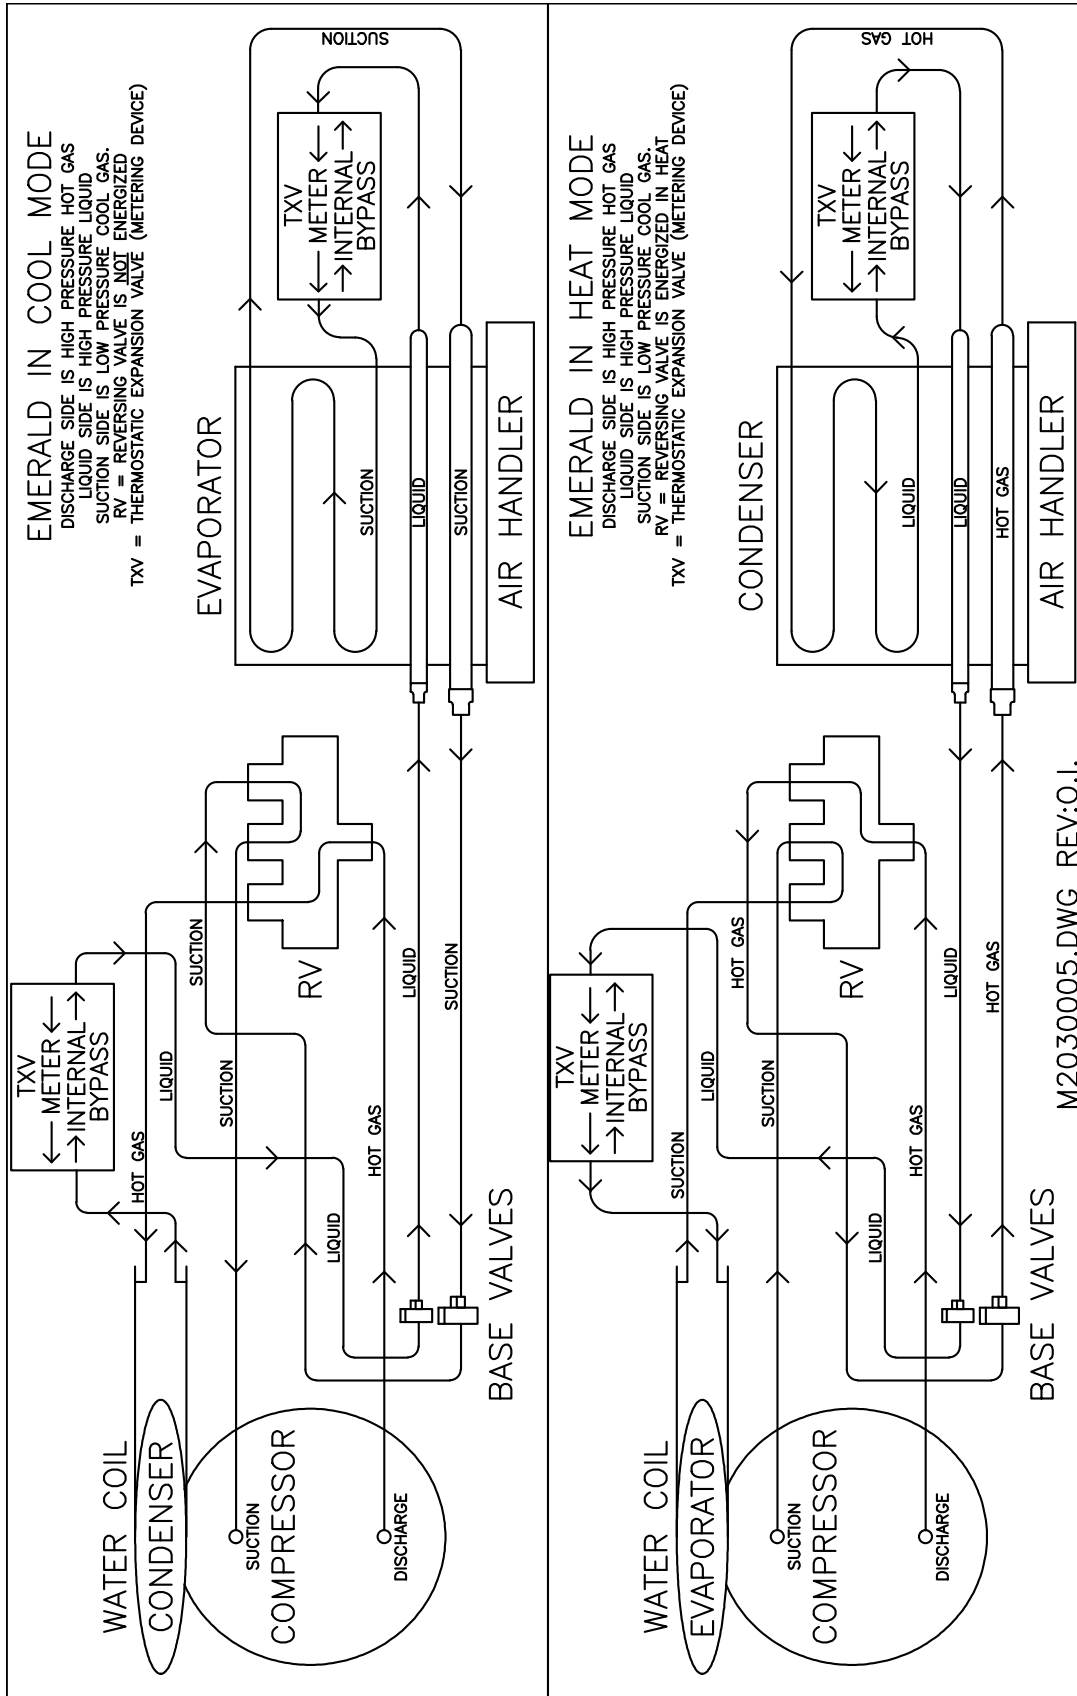 EMERALD IN COOL MODE
DISCHARGE SIDE IS HIGH PRESSURE HOT GAS
LIQUID SIDE IS HIGH PRESSURE LIQUID
SUCTION SIDE IS LOW PRESSURE COOL GAS.
RV = REVERSING VALVE IS NOT ENERGIZED
TXV = THERMOSTATIC EXPANSION VALVE (METERING DEVICE)
WATER COIL
CONDENSER
SUCTION
COMPRESSOR
DISCHARGE
TXV
METER
INTERNAL
BYPASS
HOT GAS
LIQUID
SUCTION
SUCTION
LIQUID
HOT GAS
RV
LIQUID
SUCTION
BASE VALVES
EVAPORATOR
SUCTION
LIQUID
SUCTION
AIR HANDLER
TXV
METER
INTERNAL
BYPASS
SUCTION
EMERALD IN HEAT MODE
DISCHARGE SIDE IS HIGH PRESSURE HOT GAS
LIQUID SIDE IS HIGH PRESSURE LIQUID
SUCTION SIDE IS LOW PRESSURE COOL GAS.
RV = REVERSING VALVE IS ENERGIZED IN HEAT
TXV = THERMOSTATIC EXPANSION VALVE (METERING DEVICE)
WATER COIL
EVAPORATOR
SUCTION
COMPRESSOR
DISCHARGE
TXV
METER
INTERNAL
BYPASS
SUCTION
LIQUID
HOT GAS
SUCTION
LIQUID
HOT GAS
RV
LIQUID
HOT GAS
BASE VALVES
CONDENSER
LIQUID
LIQUID
HOT GAS
AIR HANDLER
TXV
METER
INTERNAL
BYPASS
HOT GAS
M2030005.DWG